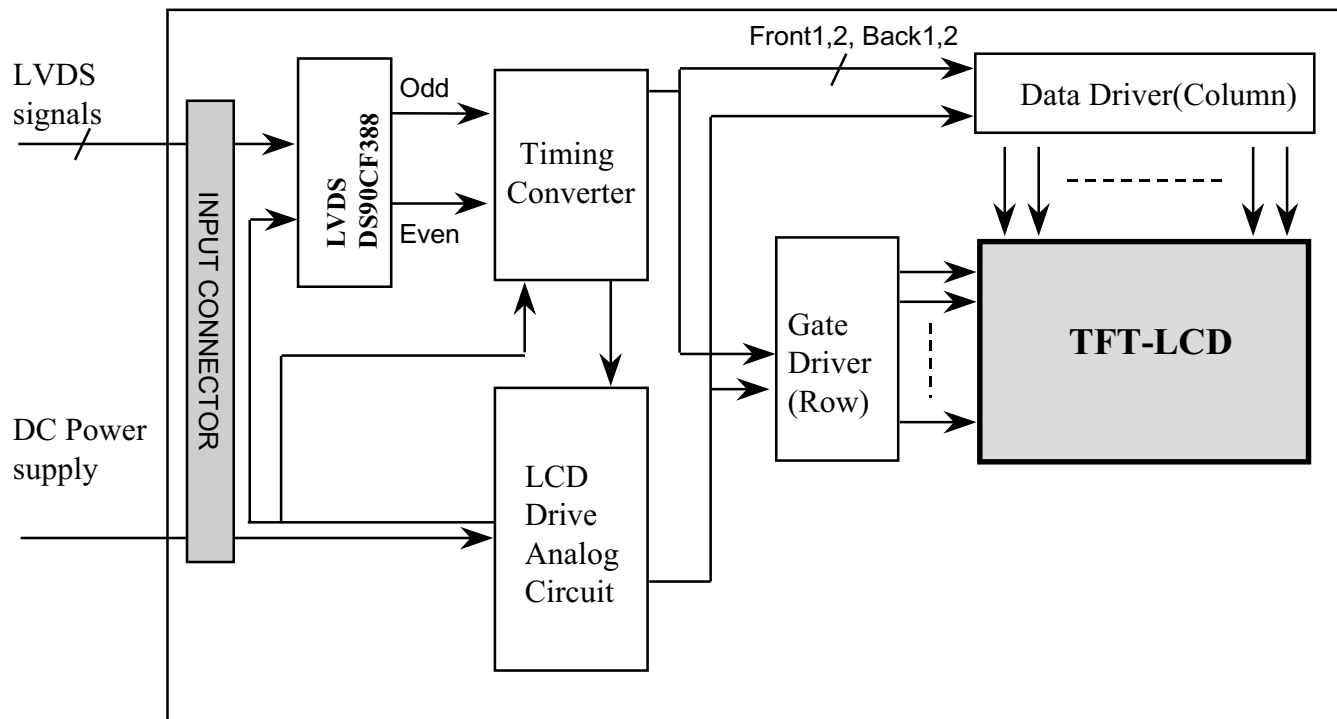 Front1,2, Back1,2
LVDS
signals
Odd
Data Driver(Column)
Timing
Converter
LVDS
DS90CF388
Even
INPUT CONNECTOR
Gate
Driver
(Row)
TFT-LCD
DC Power
supply
LCD
Drive
Analog
Circuit